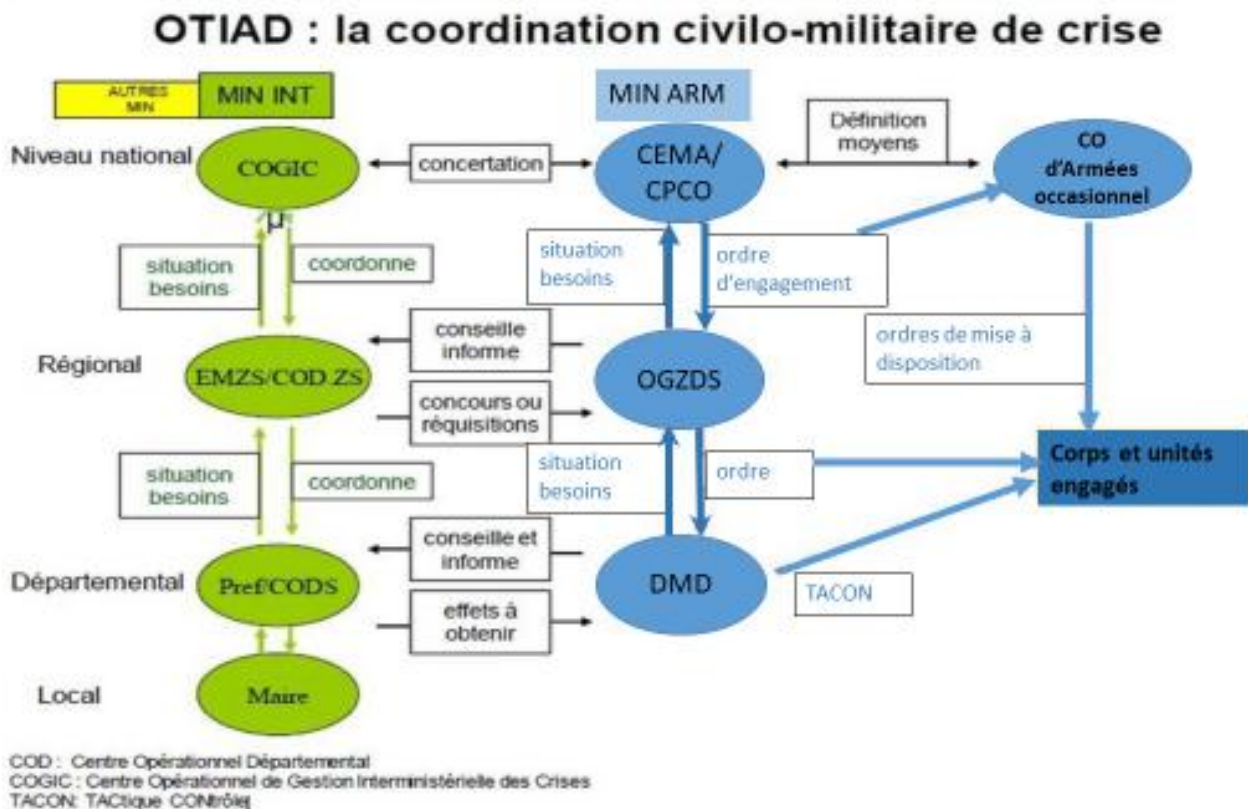 OTIAD : la coordination civilo-militaire de crise
AUTRES
MIN
MIN INT
MIN ARM
Niveau national
COGIC
concertation
CEMA/
CPCO
Définition
moyens
CO
d'Armées
occasionnel
µ
situation
besoins
coordonne
situation
besoins
ordre
d'engagement
Régional
EMZS/COD ZS
conseille
informe
concours ou
réquisitions
OGZDS
ordres de mise à
disposition
situation
besoins
coordonne
situation
besoins
ordre
Corps et unités
engagés
Départemental
Pref/CODS
conseille et
informe
effets à
obtenir
DMD
TACON
Local
Maire
COD : Centre Opérationnel Départemental
COGIC : Centre Opérationnel de Gestion Interministérielle des Crises
TACON: TACtique CONtrôle